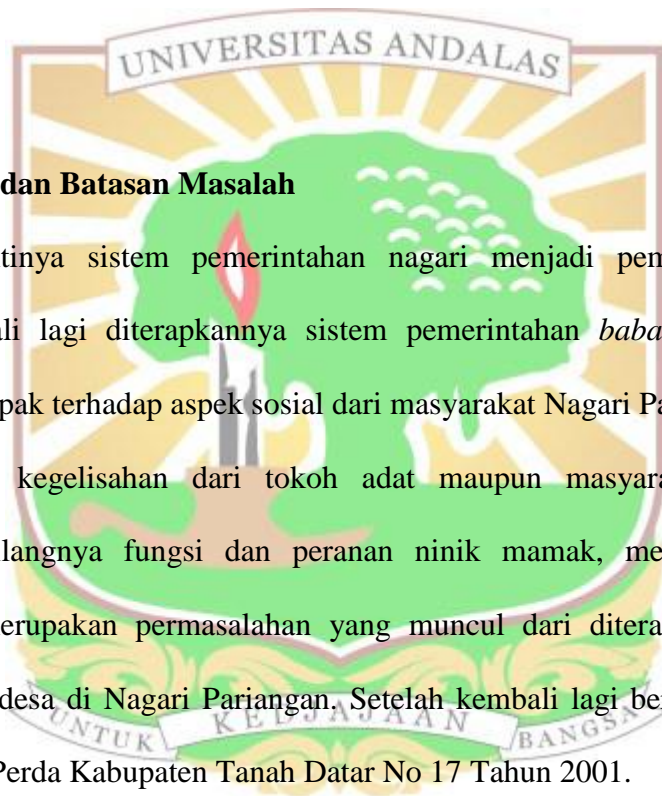 UNIVERSITAS ANDALAS
dan Batasan Masalah
tinya sistem pemerintahan nagari menjadi pem
ali lagi diterapkannya sistem pemerintahan baba
pak terhadap aspek sosial dari masyarakat Nagari Pa
kegelisahan dari tokoh adat maupun masyara
ilangnya fungsi dan peranan ninik mamak, me
erupakan permasalahan yang muncul dari ditera
desa di Nagari Pariangan. Setelah kembali lagi be
UNTUK KEDJAJAAN BANGSA
Perda Kabupaten Tanah Datar No 17 Tahun 2001.